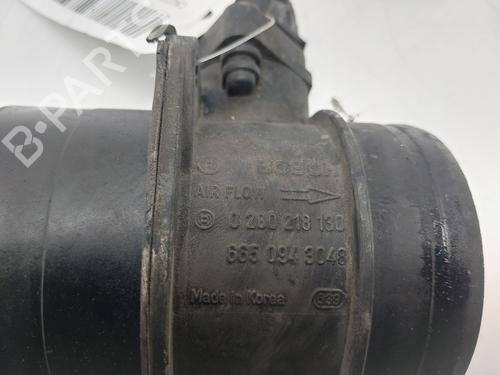 BOSCH
AIR FLOW
0 280 218 130
665 094 3048
Made in Korea
B-PARTS